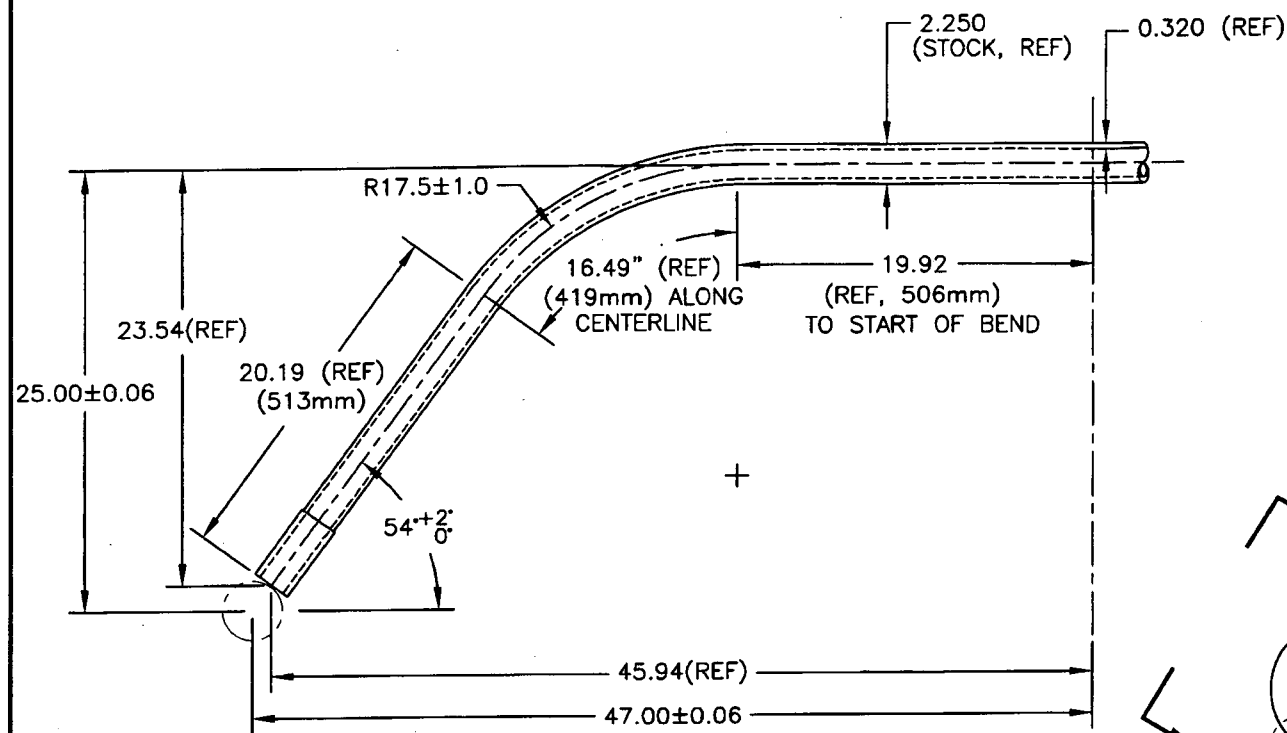 2.250
(STOCK, REF)
0.320 (REF)
R17.5±1.0
16.49" (REF)
(419mm) ALONG
CENTERLINE
19.92
(REF, 506mm)
TO START OF BEND
23.54(REF)
25.00±0.06
20.19 (REF)
(513mm)
54°+2°
0°
45.94(REF)
47.00±0.06